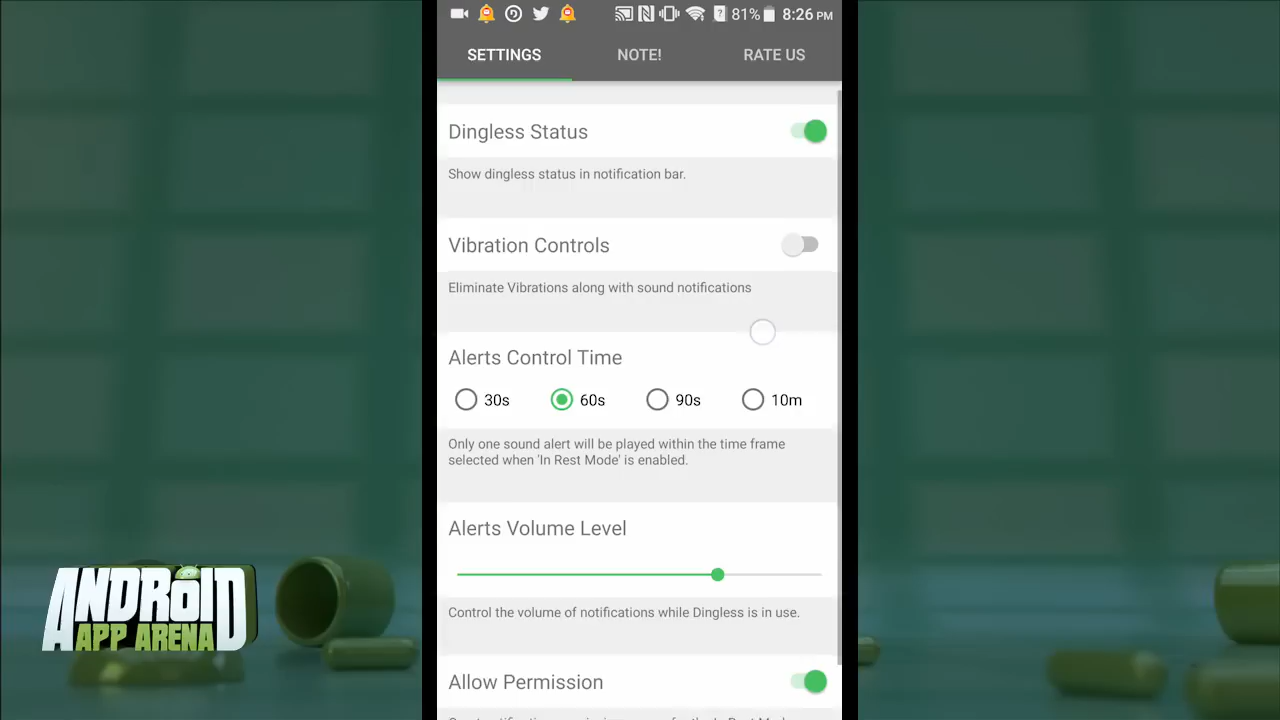 81% 8:26 PM
SETTINGS NOTE! RATE US
Dingless Status
Show dingless status in notification bar.
Vibration Controls
Eliminate Vibrations along with sound notifications
Alerts Control Time
30s 60s 90s 10m
Only one sound alert will be played within the time frame
selected when 'In Rest Mode' is enabled.
Alerts Volume Level
Control the volume of notifications while Dingless is in use.
Allow Permission
ANDROID
APP ARENA